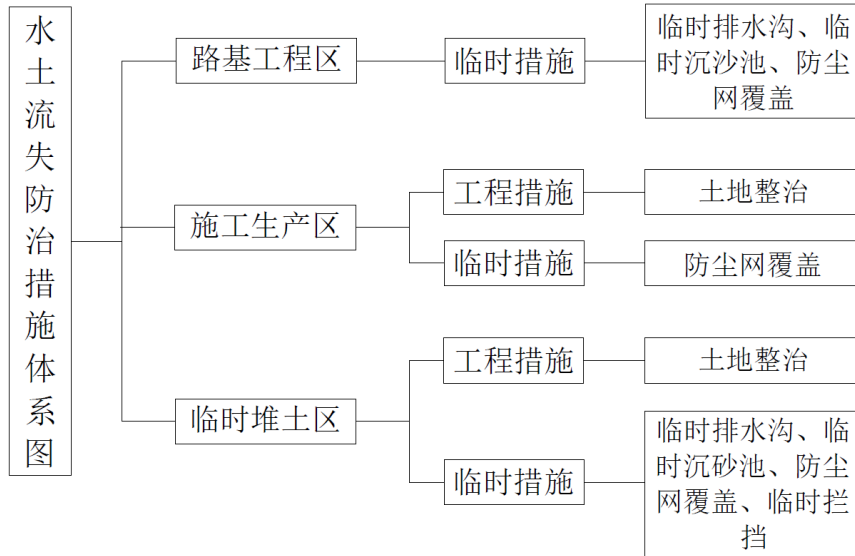 水土流失防治措施体系图
路基工程区
临时措施
临时排水沟、临
时沉沙池、防尘
网覆盖
施工生产区
工程措施
土地整治
临时措施
防尘网覆盖
临时堆土区
工程措施
土地整治
临时措施
临时排水沟、临
时沉砂池、防尘
网覆盖、临时拦
挡